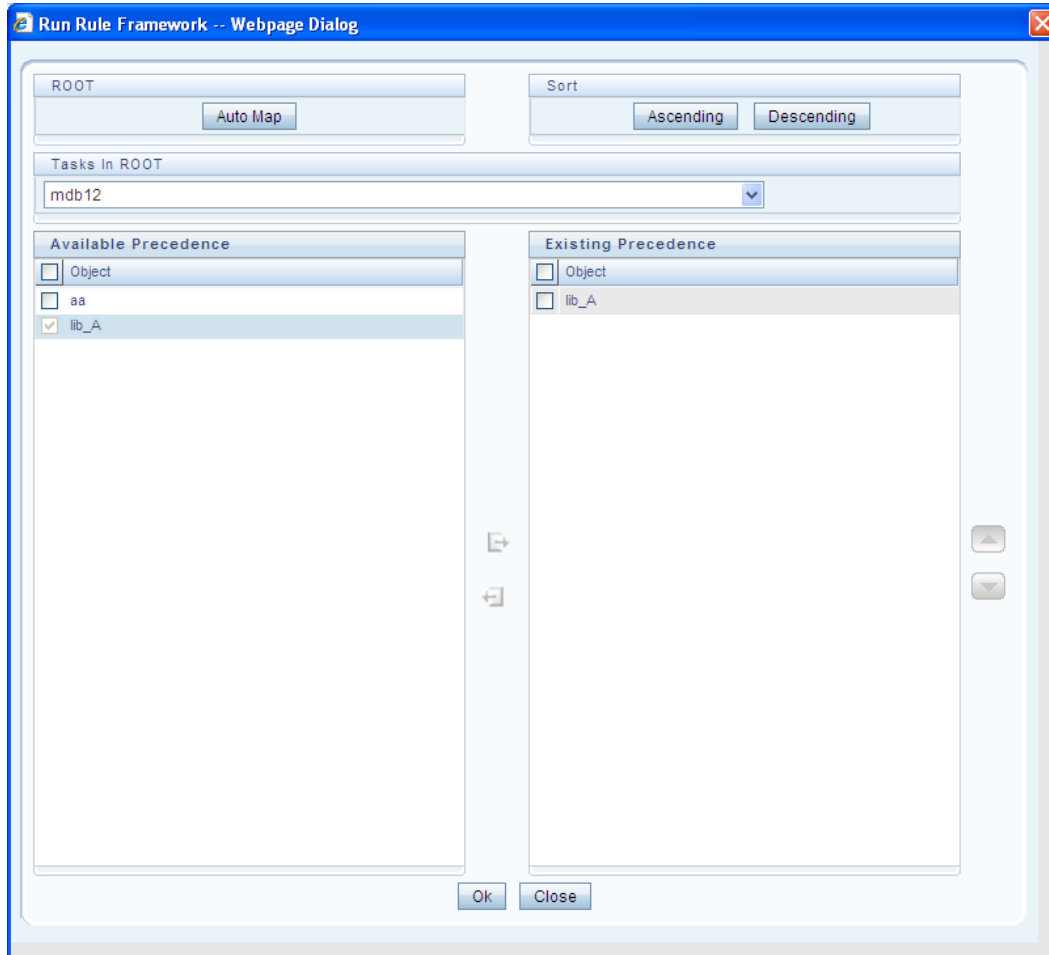 Run Rule Framework -- Webpage Dialog
ROOT
Sort
Auto Map
Ascending
Descending
Tasks In ROOT
mdb12
Available Precedence
Existing Precedence
Object
Object
aa
lib_A
lib_A
Ok
Close